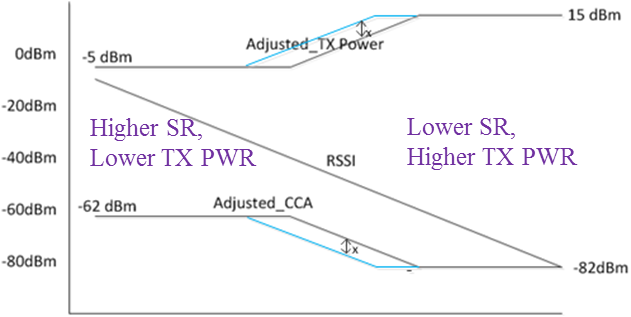 15 dBm
x
Adjusted_TX Power
0dBm
-5 dBm
-20dBm
Higher SR,
Lower TX PWR
Lower SR,
Higher TX PWR
-40dBm
RSSI
-60dBm
-62 dBm
Adjusted_CCA
x
-80dBm
-82dBm